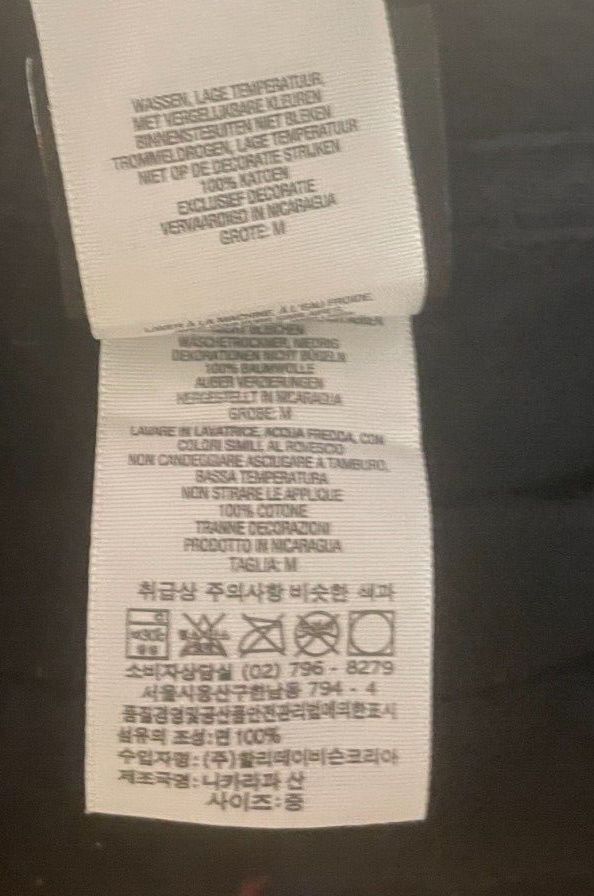 WASSEN, LAGE TEMPERATUUR,
MET VERGELIJKBARE KLEUREN
BINNENSTEBUITEN NIET BLEKEN
TROMMELDROGEN, LAGE TEMPERATUUR
NIET OP DE DECORATIE STRIJKEN
100% KATOEN
EXCLUSIEF DECORATIE
VERVAARDIGD IN NICARAGUA
GROTE: M
LAVER À LA MACHINE, À L'EAU FROIDE,
BLEICHEN
WÄSCHETROCKNER, NIEDRIG
DEKORATIONEN NICHT BÜGELN
100% BAUMWOLLE
AUßER VERZIERUNGEN
HERGESTELLT IN NICARAGUA
GRÖßE: M
LAVARE IN LAVATRICE, ACQUA FREDDA, CON
COLORI SIMILI, AL ROVESCIO
NON CANDEGGIARE ASCIUGARE A TAMBURO,
BASSA TEMPERATURA
NON STIRARE LE APPLIQUE
100% COTONE
TRANNE DECORAZIONI
PRODOTTO IN NICARAGUA
TAGLIA: M
취급상 주의사항 비슷한 색과
소비자상담실 (02) 796 - 8279
서울시용산구한남동 794 - 4
품질경영및공산품안전관리법에의한표시
섬유의 조성:면 100%
수입자명:(주)할리데이비슨코리아
제조국명:니카라과 산
사이즈:중